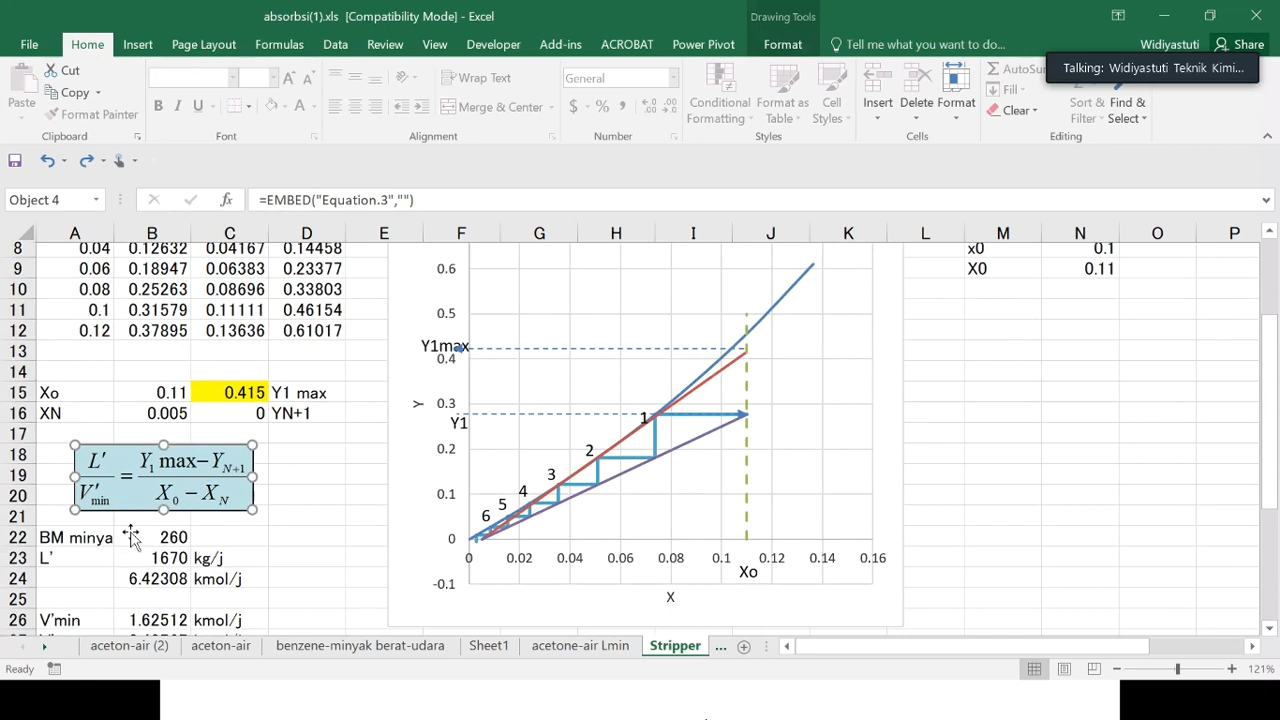 absorbsi(1).xls [Compatibility Mode] - Excel
Drawing Tools
File Home Insert Page Layout Formulas Data Review View Developer Add-ins ACROBAT Power Pivot Format Tell me what you want to do... Widiyastuti Share
Talking: Widiyastuti Teknik Kimi...
Paste
Cut
Copy
Format Painter
B I U
Wrap Text
Merge & Center
General
$ % ,
Conditional Formatting
Format as Table
Cell Styles
Insert Delete Format
AutoSu
Fill
Clear
Sort & Filter
Find & Select
Clipboard Font Alignment Number Styles Cells Editing
Object 4 fx =EMBED("Equation.3","")
A B C D E F G H I J K L M N O P
8 0.04 0.12632 0.04167 0.14458 x0 0.1
9 0.06 0.18947 0.06383 0.23377 X0 0.11
10 0.08 0.25263 0.08696 0.33803
11 0.1 0.31579 0.11111 0.46154
12 0.12 0.37895 0.13636 0.61017
13
14
15 Xo 0.11 0.415 Y1 max
16 XN 0.005 0 YN+1
17
18
19
20
21
L′/V′min = (Y1 max − YN+1)/(X0 − XN)
22 BM minya 260
23 L' 1670 kg/j
24 6.42308 kmol/j
25
26 V'min 1.62512 kmol/j
0.6
0.5
Y1max
0.4
0.3
Y1
0.2
0.1
0
-0.1
Y
1
2
3
4
5
6
0 0.02 0.04 0.06 0.08 0.1 0.12 0.14 0.16
Xo
X
aceton-air (2) aceton-air benzene-minyak berat-udara Sheet1 acetone-air Lmin Stripper ...
Ready 121%